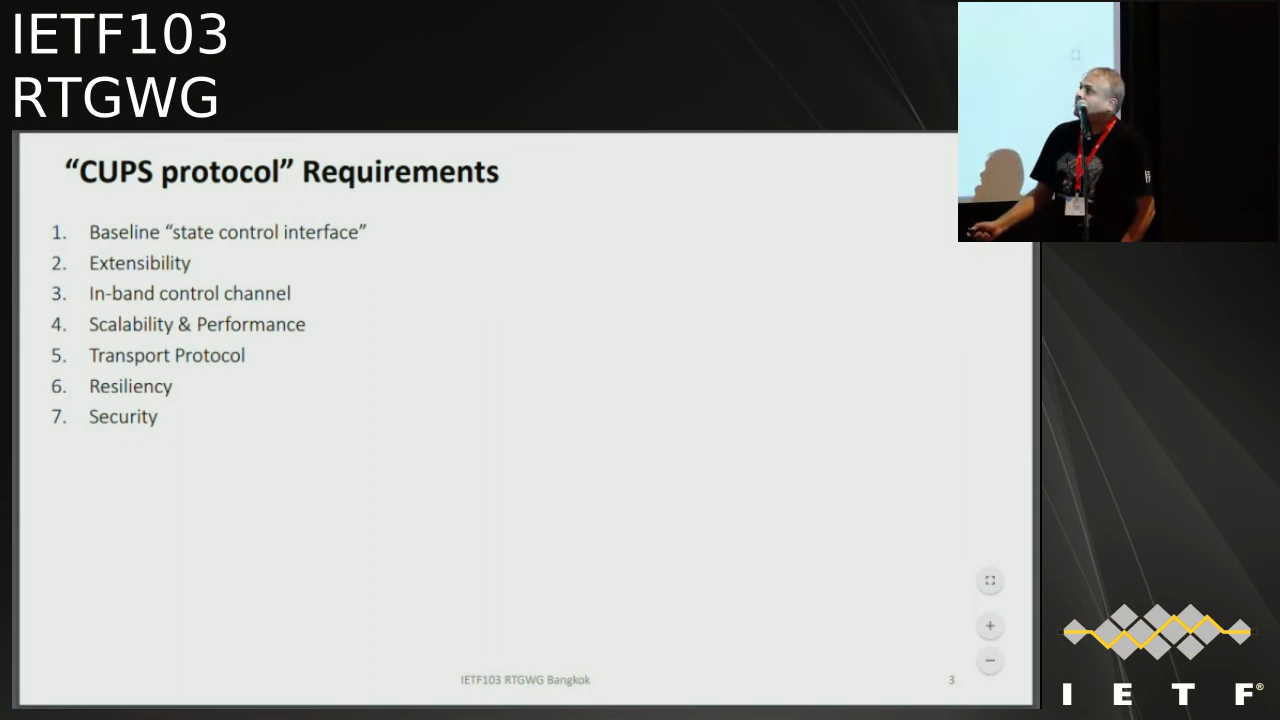 IETF103
RTGWG
“CUPS protocol” Requirements
1. Baseline “state control interface”
2. Extensibility
3. In-band control channel
4. Scalability & Performance
5. Transport Protocol
6. Resiliency
7. Security
IETF103 RTGWG Bangkok 3
I E T F®